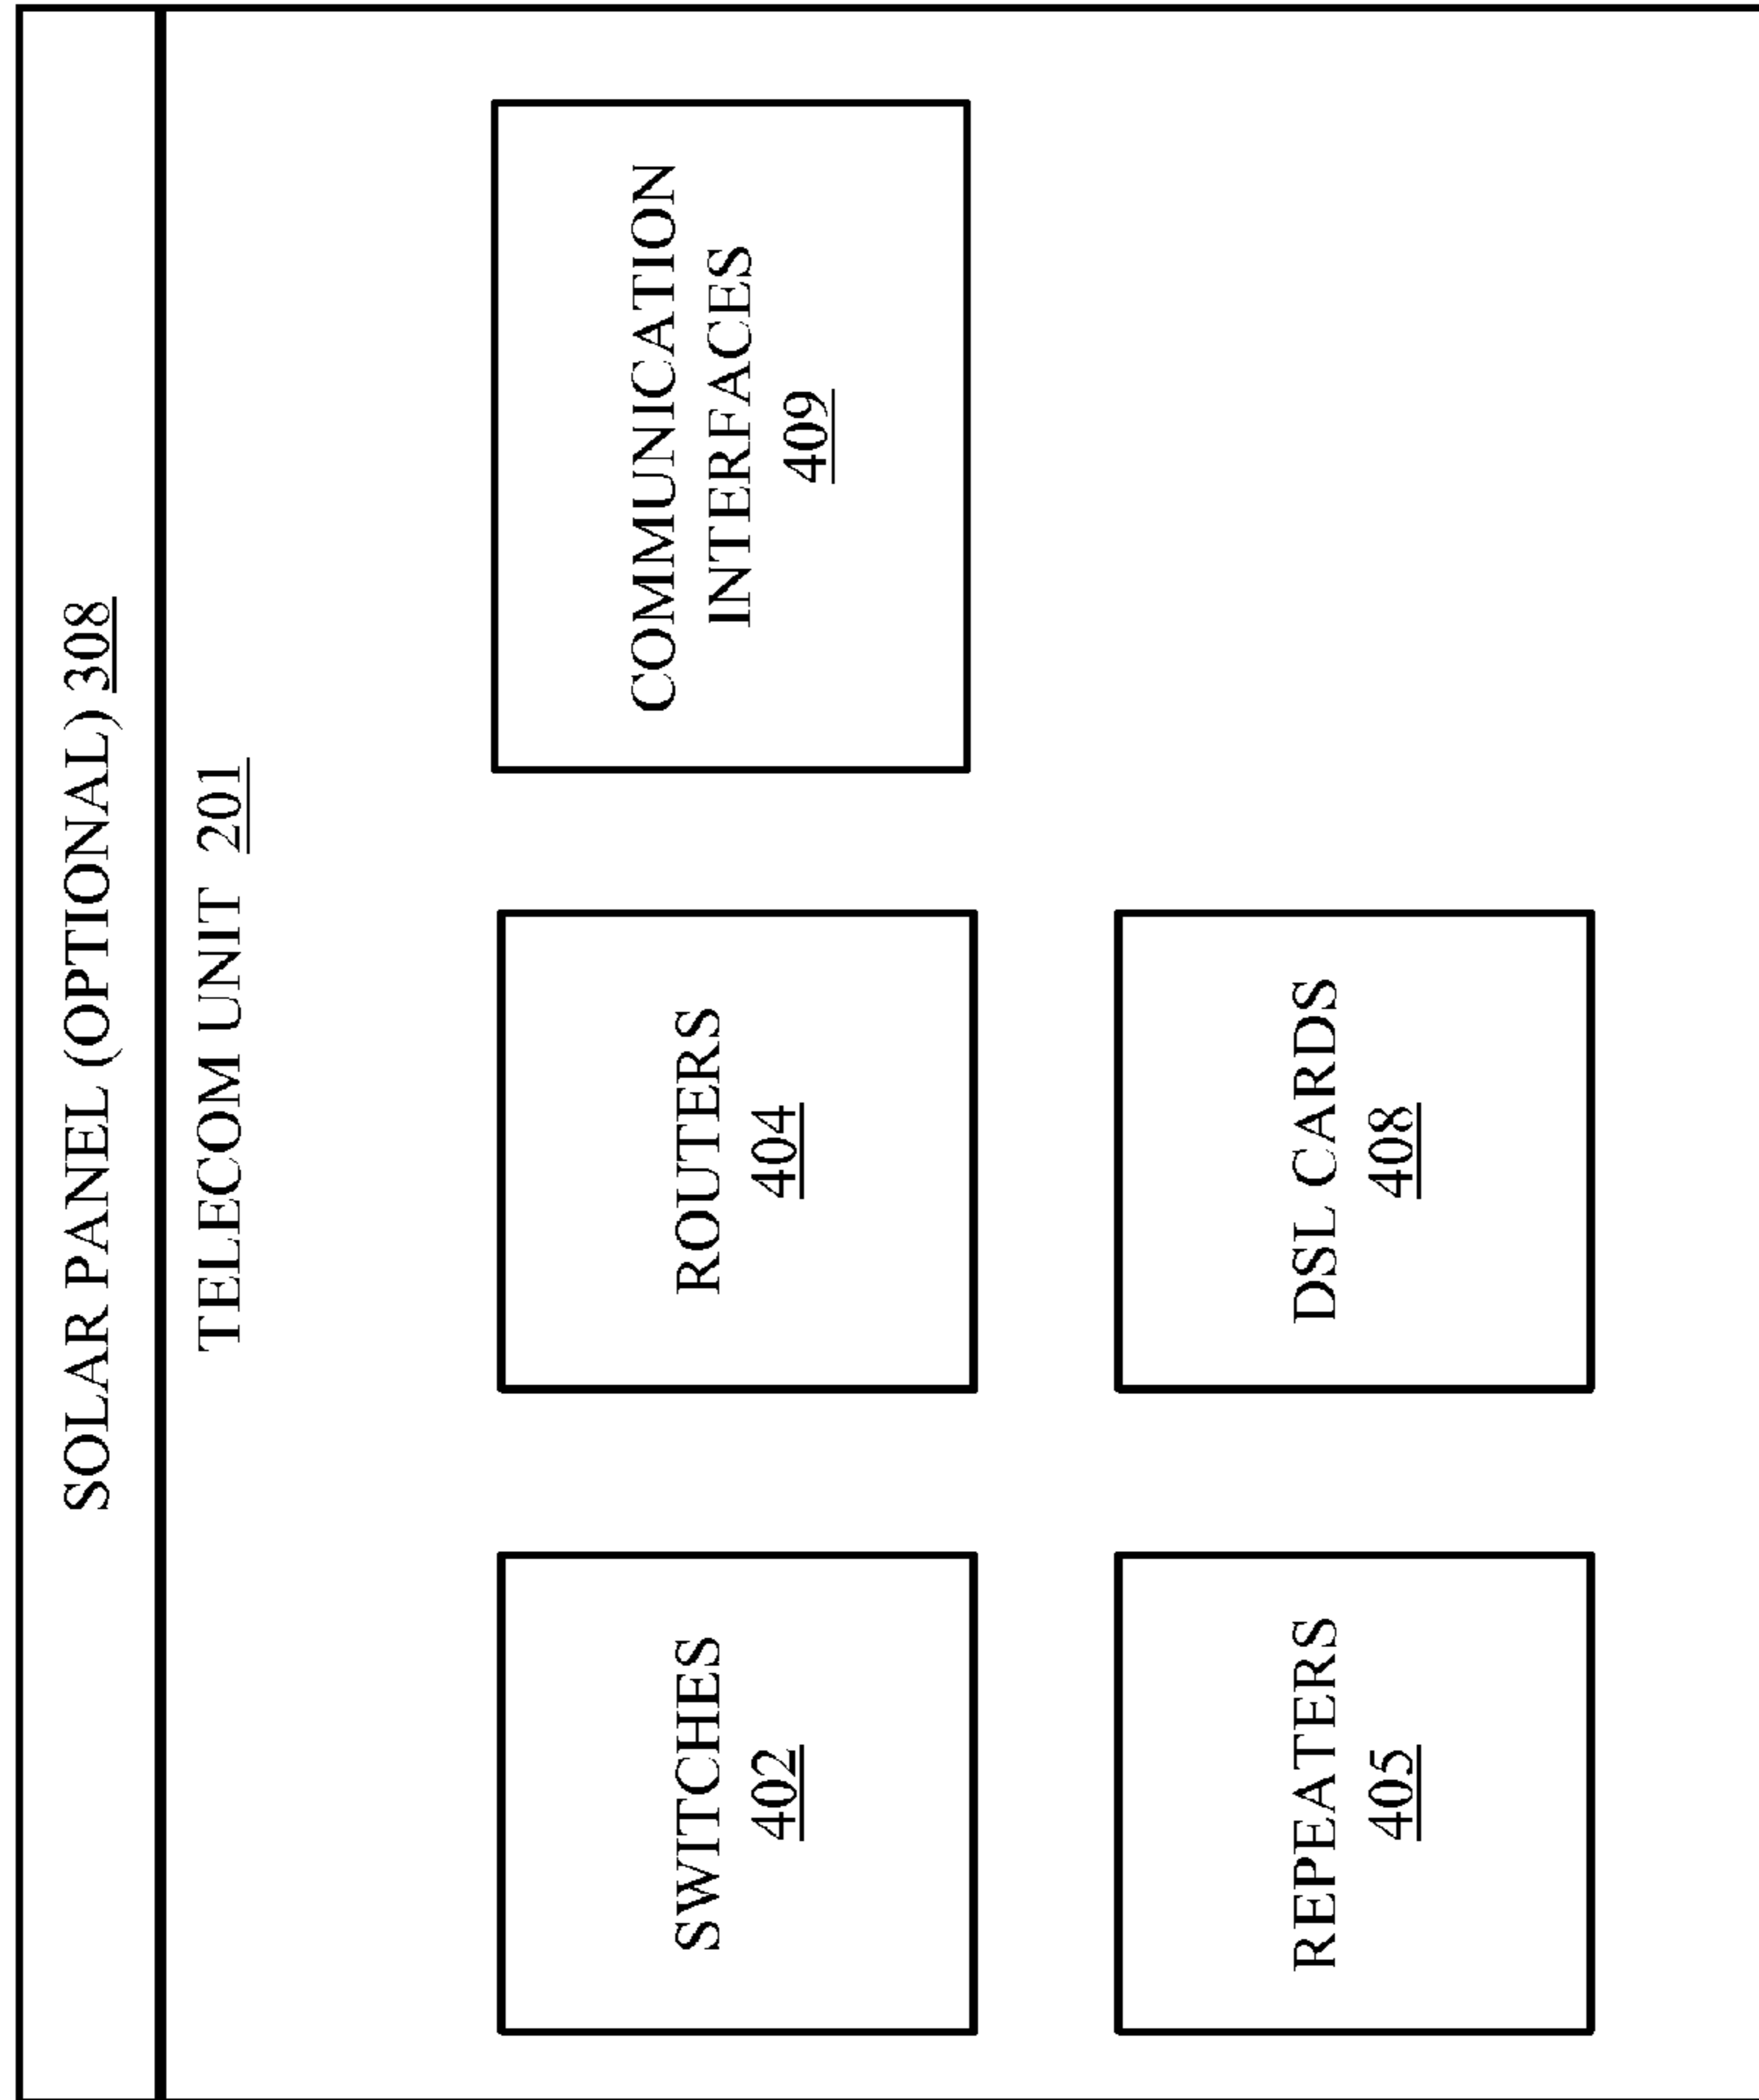 SOLAR PANEL (OPTIONAL) 308
TELECOM UNIT 201
SWITCHES
402
ROUTERS
404
COMMUNICATION
INTERFACES
409
REPEATERS
405
DSL CARDS
408